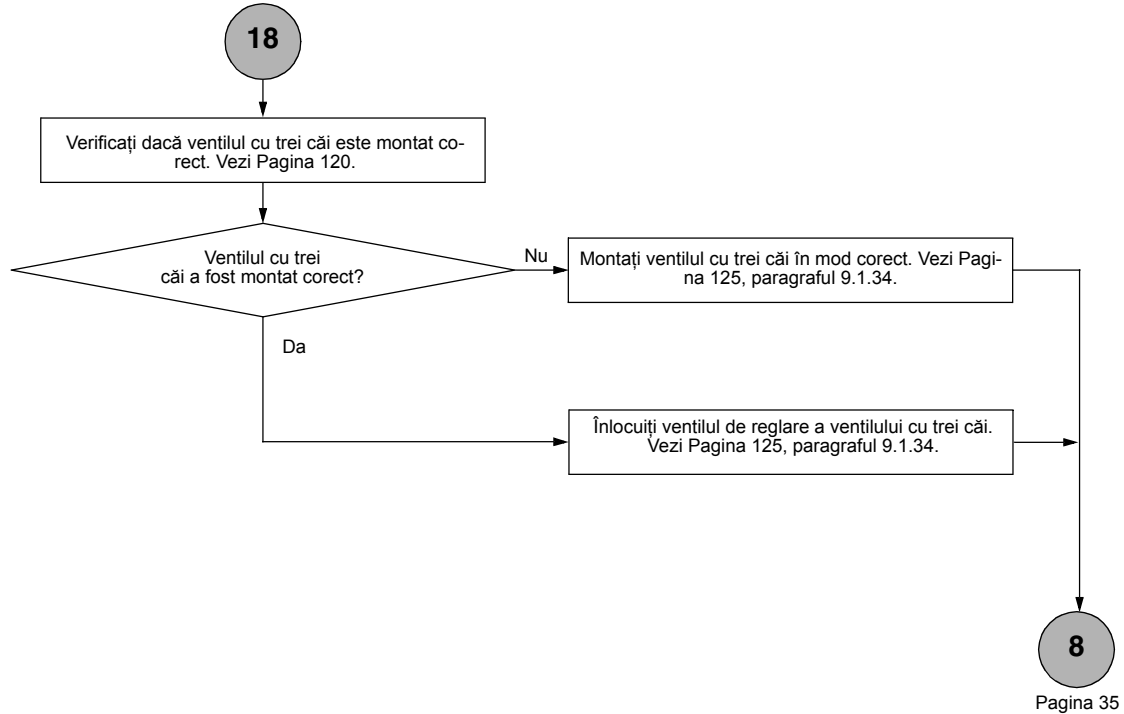 18
Verificați dacă ventilul cu trei căi este montat co-
rect. Vezi Pagina 120.
Ventilul cu trei
căi a fost montat corect?
Nu
Montați ventilul cu trei căi în mod corect. Vezi Pagi-
na 125, paragraful 9.1.34.
Da
Înlocuiți ventilul de reglare a ventilului cu trei căi.
Vezi Pagina 125, paragraful 9.1.34.
8
Pagina 35